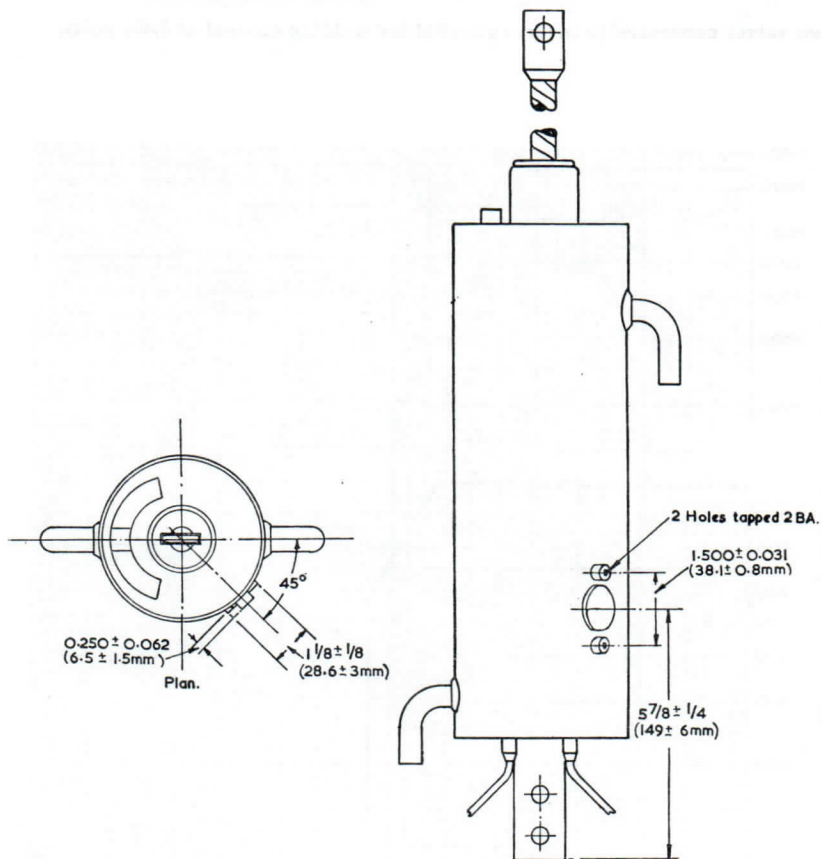 2 Holes tapped 2 BA.
1·500 ± 0·031
(38·1 ± 0·8mm)
45°
0·250 ± 0·062
(6·5 ± 1·5mm)
1 1/8 ± 1/8
(28·6 ± 3mm)
Plan.
5 7/8 ± 1/4
(149 ± 6mm)